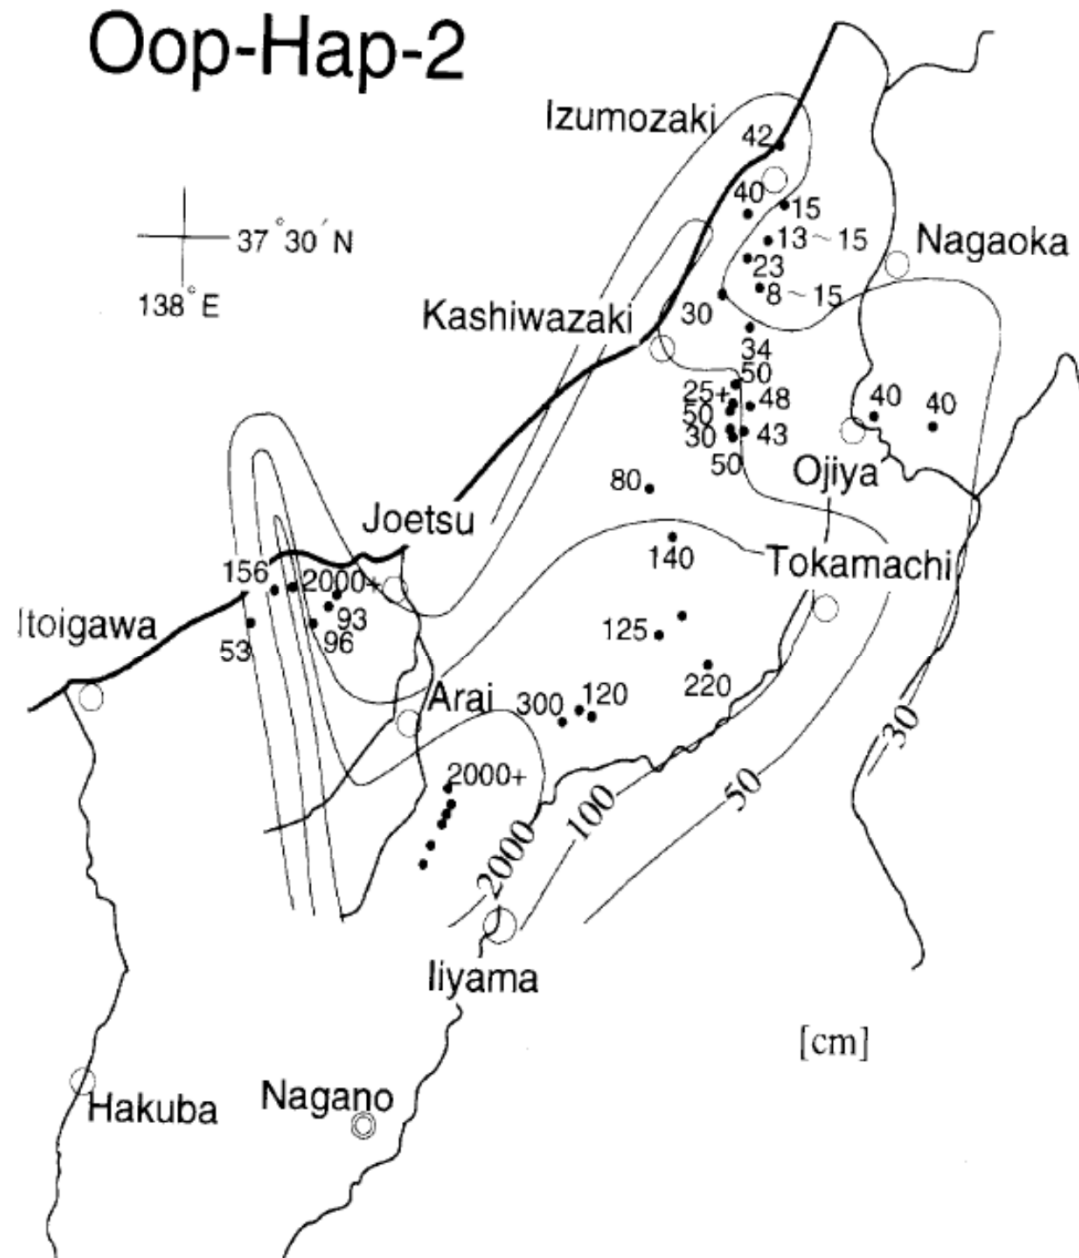 Oop-Hap-2
Izumozaki
42
40
15
13~15
37°30′N
138°E
Nagaoka
23
8~15
30
Kashiwazaki
34
50
25+
48
50
30
43
50
40
40
Ojiya
80
Joetsu
140
Tokamachi
156
2000+
93
96
53
Itoigawa
125
220
Arai
300
120
2000+
30
50
100
2000
Iiyama
[cm]
Hakuba
Nagano